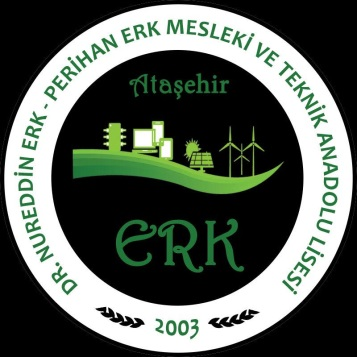 DR. NUREDDİN ERK - PERİHAN ERK MESLEKİ VE TEKNİK ANADOLU LİSESİ
Ataşehir
ERK
2003